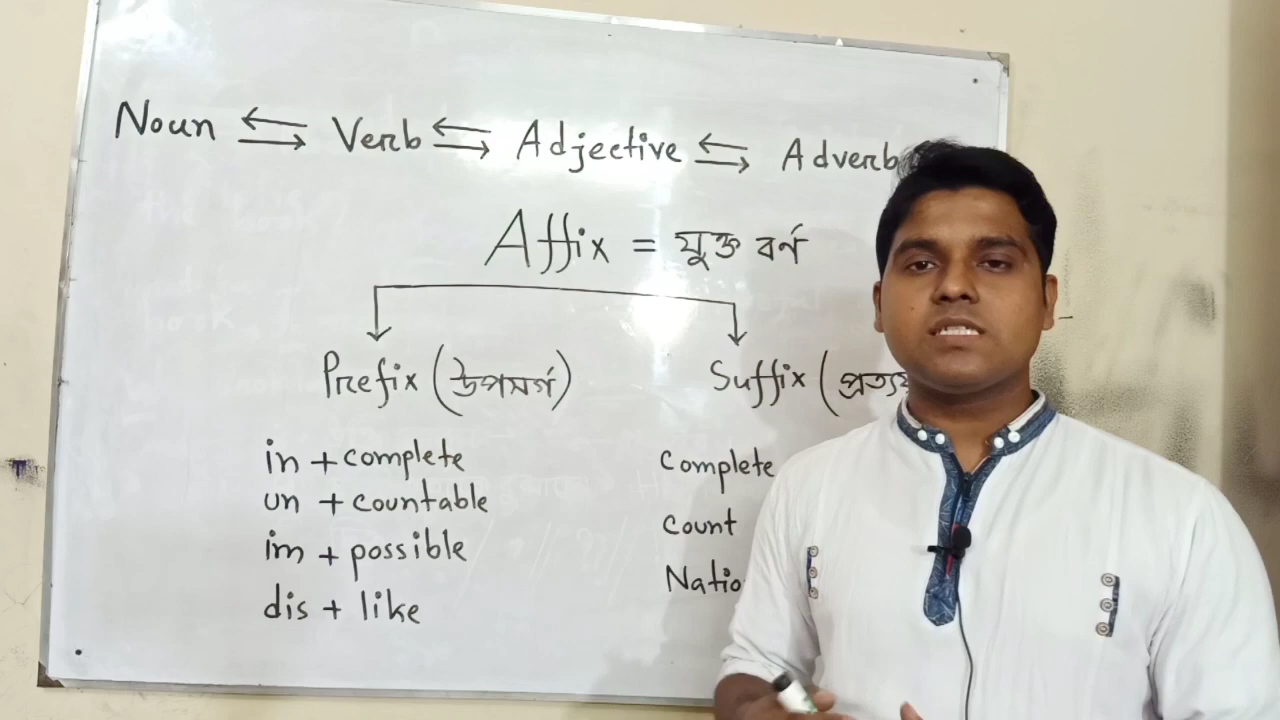 Noun ⇄ Verb ⇄ Adjective ⇄ Adverb
Affix = যুক্ত বর্ণ
Prefix (উপসর্গ) Suffix (প্রত্যয়
in + complete Complete
un + countable Count
im + possible Natio
dis + like